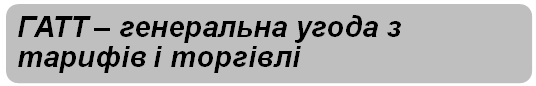 ГАТТ – генеральна угода з
тарифів і торгівлі